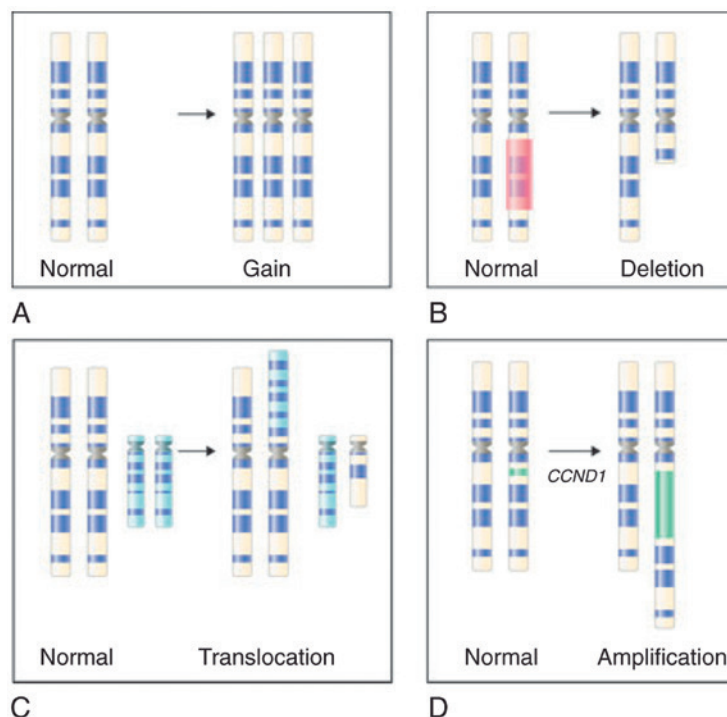 Normal Gain
A
Normal Deletion
B
Normal Translocation
C
CCND1
Normal Amplification
D